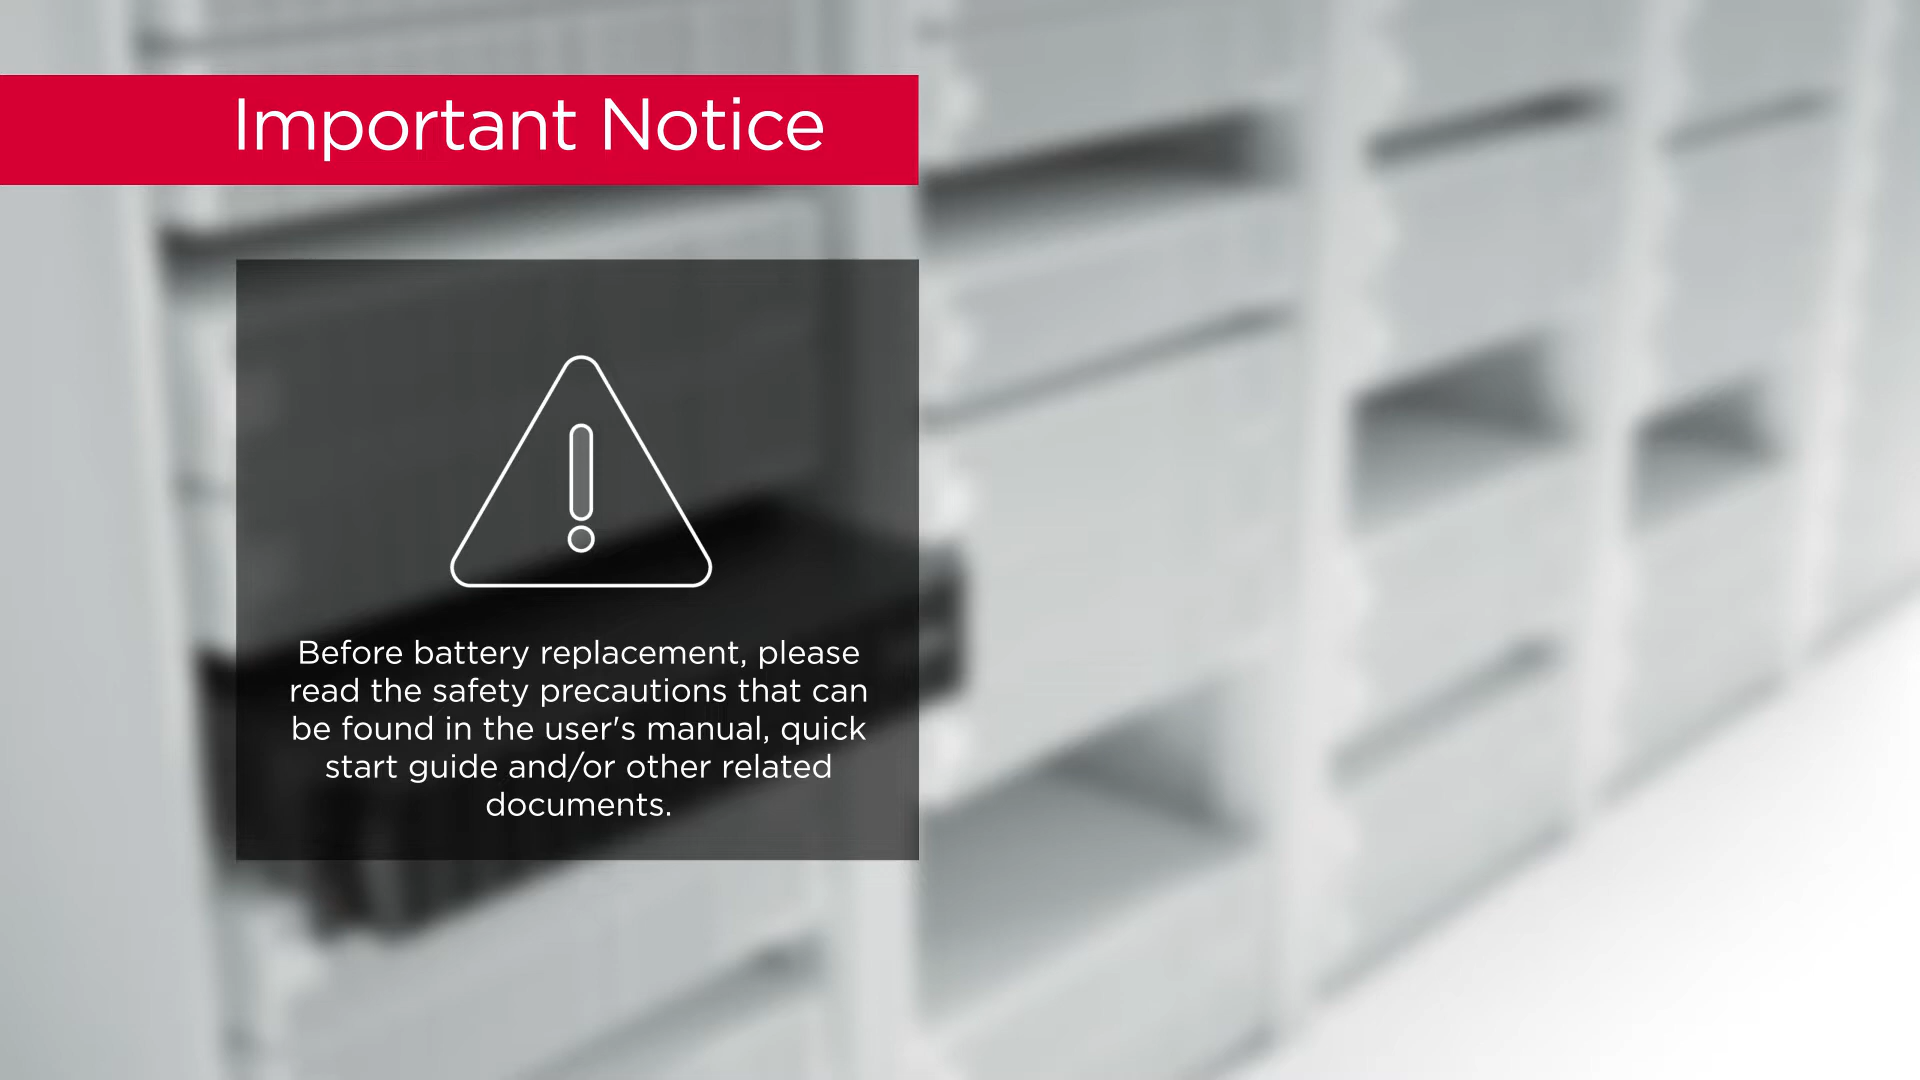 Important Notice
Before battery replacement, please
read the safety precautions that can
be found in the user's manual, quick
start guide and/or other related
documents.